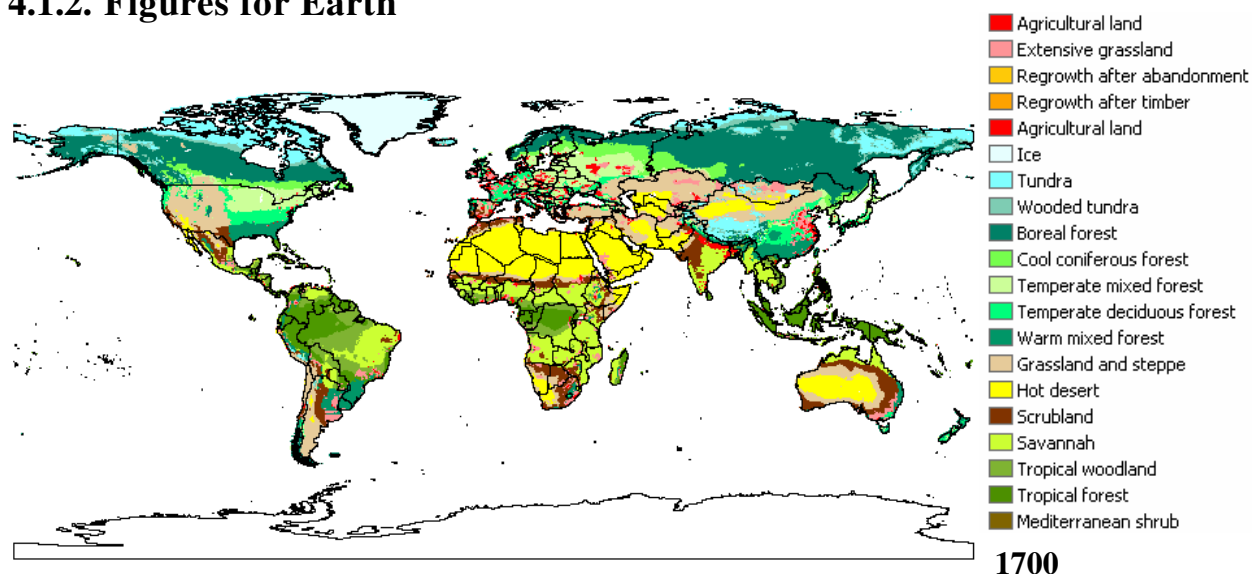 4.1.2. Figures for Earth
Agricultural land
Extensive grassland
Regrowth after abandonment
Regrowth after timber
Agricultural land
Ice
Tundra
Wooded tundra
Boreal forest
Cool coniferous forest
Temperate mixed forest
Temperate deciduous forest
Warm mixed forest
Grassland and steppe
Hot desert
Scrubland
Savannah
Tropical woodland
Tropical forest
Mediterranean shrub
1700